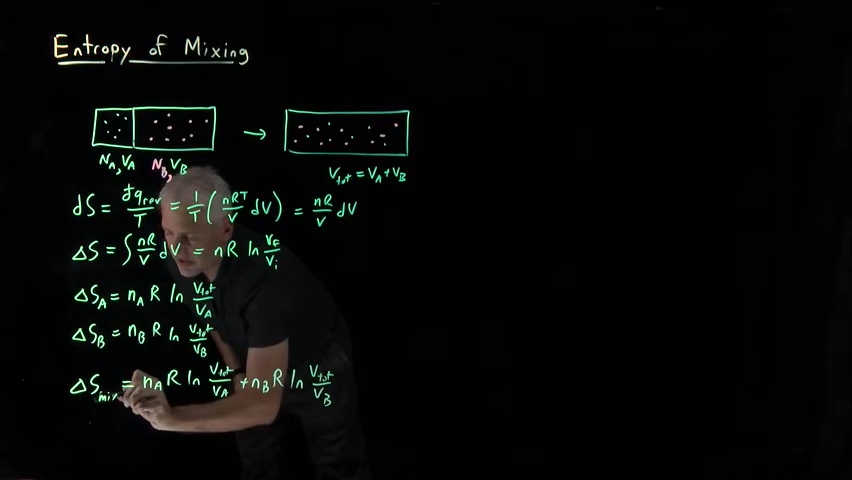 Entropy of Mixing
N_A, V_A N_B, V_B
V_tot = V_A + V_B
dS = đq_rev/T = 1/T (nRT/V dV) = nR/V dV
ΔS = ∫ nR/V dV = nR ln V_f/V_i
ΔS_A = n_A R ln V_tot/V_A
ΔS_B = n_B R ln V_tot/V_B
ΔS_mix = n_A R ln V_tot/V_A + n_B R ln V_tot/V_B